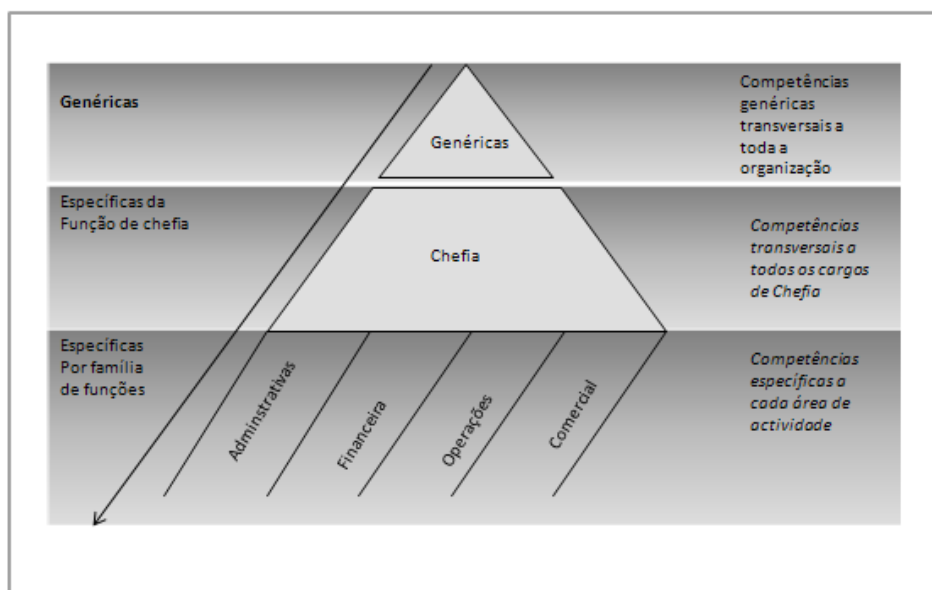 Genéricas
Genéricas
Competências
genéricas
transversais a
toda a
organização
Específicas da
Função de chefia
Chefia
Competências
transversais a
todos os cargos
de Chefia
Específicas
Por família
de funções
Adminstrativas
Financeira
Operações
Comercial
Competências
específicas a
cada área de
actividade